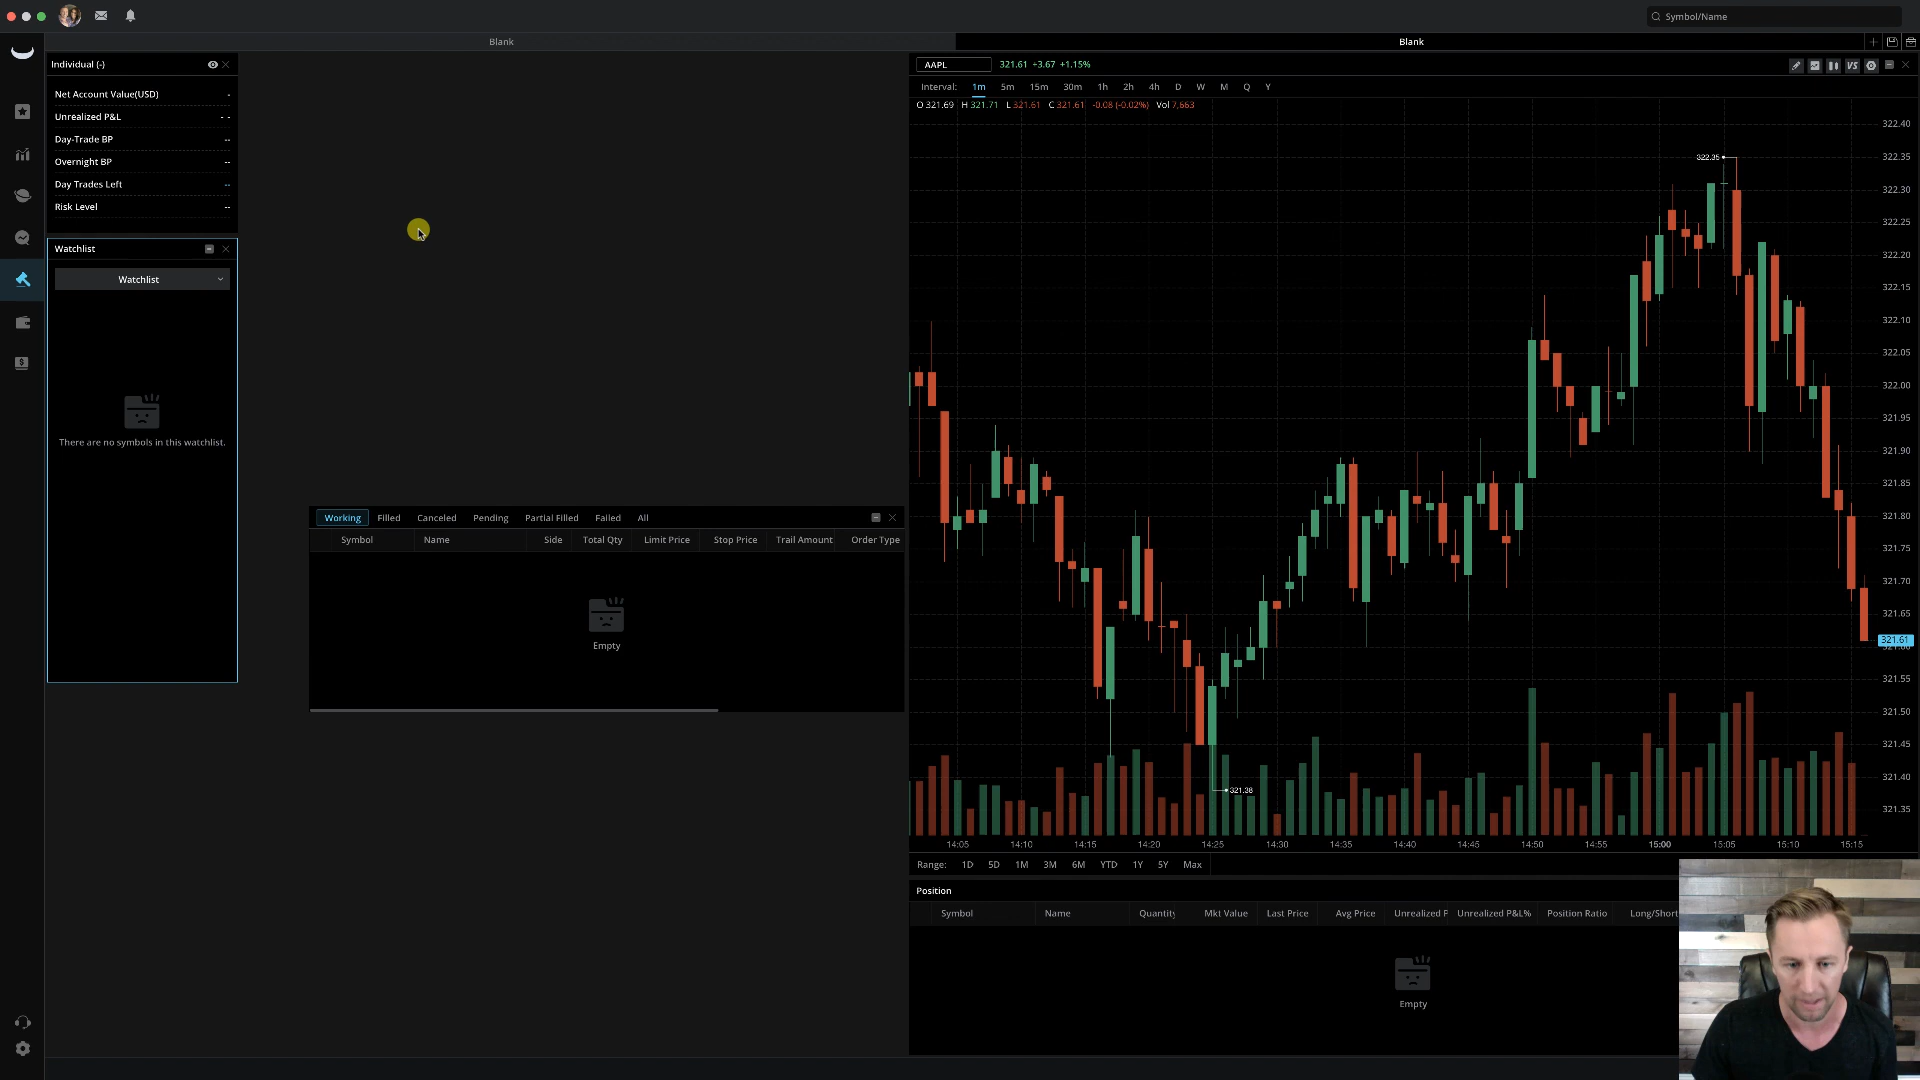 Symbol/Name
Blank
Blank
Individual (-)
Net Account Value(USD) -
Unrealized P&L - -
Day-Trade BP --
Overnight BP --
Day Trades Left --
Risk Level --
Watchlist
Watchlist
There are no symbols in this watchlist.
Working Filled Canceled Pending Partial Filled Failed All
Symbol Name Side Total Qty Limit Price Stop Price Trail Amount Order Type
Empty
AAPL 321.61 +3.67 +1.15%
VS
Interval: 1m 5m 15m 30m 1h 2h 4h D W M Q Y
O 321.69 H 321.71 L 321.61 C 321.61 -0.08 (-0.02%) Vol 7,663
322.40
322.35
322.35
322.30
322.25
322.20
322.15
322.10
322.05
322.00
321.95
321.90
321.85
321.80
321.75
321.70
321.65
321.61
321.60
321.55
321.50
321.45
321.40
321.38
321.35
14:05 14:10 14:15 14:20 14:25 14:30 14:35 14:40 14:45 14:50 14:55 15:00 15:05 15:10 15:15
Range: 1D 5D 1M 3M 6M YTD 1Y 5Y Max
Position
Symbol Name Quantity Mkt Value Last Price Avg Price Unrealized P Unrealized P&L% Position Ratio Long/Short
Empty